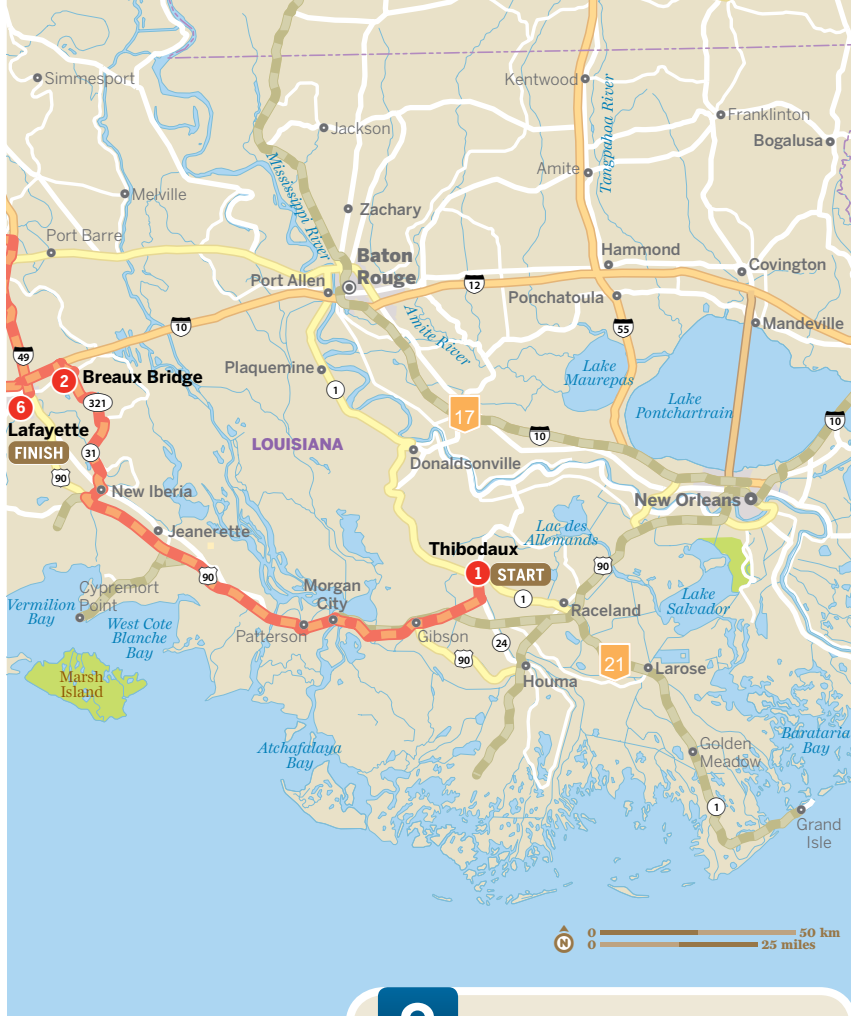 Simmesport
Kentwood
Tangipahoa River
Franklinton
Jackson
Bogalusa
Mississippi River
Amite
Melville
Zachary
Port Barre
Baton
Rouge
Hammond
Covington
Port Allen
12
Ponchatoula
10
55
Mandeville
Amite River
49
Lake
Maurepas
Plaquemine
2 Breaux Bridge
1
Lake
Pontchartrain
321
6
Lafayette
FINISH
17
10
10
LOUISIANA
31
Donaldsonville
90
New Iberia
New Orleans
Jeanerette
Lac des
Allemands
Thibodaux
1 START
90
90
Cypremort
Point
Morgan
City
1
Raceland
Lake
Salvador
Vermilion
Bay
West Cote
Blanche
Bay
Patterson
Gibson
24
90
21
Larose
Marsh
Island
Houma
Atchafalaya
Bay
Golden
Meadow
Barataria
Bay
1
Grand
Isle
N
0 50 km
0 25 miles